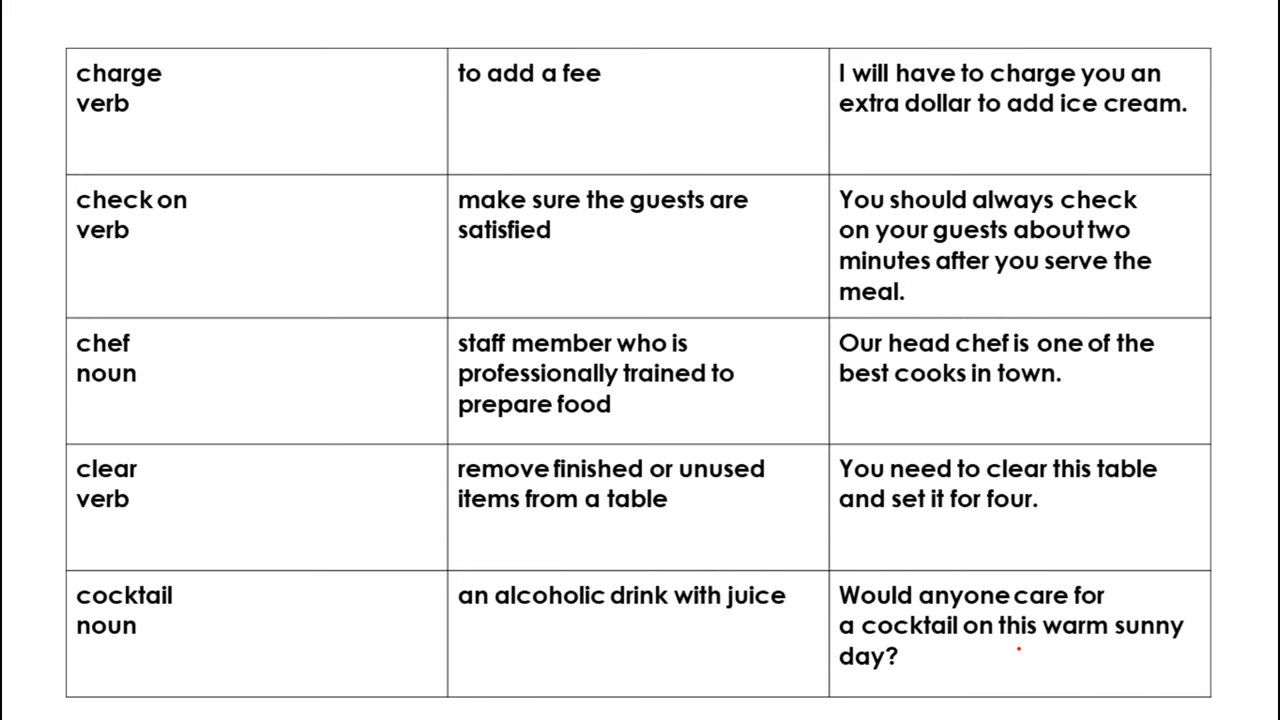 charge
verb
to add a fee
I will have to charge you an
extra dollar to add ice cream.
check on
verb
make sure the guests are
satisfied
You should always check
on your guests about two
minutes after you serve the
meal.
chef
noun
staff member who is
professionally trained to
prepare food
Our head chef is one of the
best cooks in town.
clear
verb
remove finished or unused
items from a table
You need to clear this table
and set it for four.
cocktail
noun
an alcoholic drink with juice
Would anyone care for
a cocktail on this warm sunny
day?